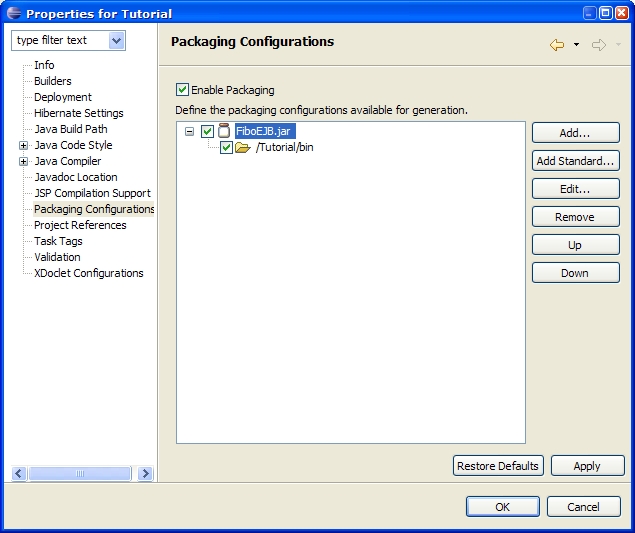 Properties for Tutorial
type filter text
Packaging Configurations
Info
Builders
Deployment
Hibernate Settings
Java Build Path
Java Code Style
Java Compiler
Javadoc Location
JSP Compilation Support
Packaging Configurations
Project References
Task Tags
Validation
XDoclet Configurations
Enable Packaging
Define the packaging configurations available for generation.
FiboEJB.jar
/Tutorial/bin
Add...
Add Standard...
Edit...
Remove
Up
Down
Restore Defaults
Apply
OK
Cancel